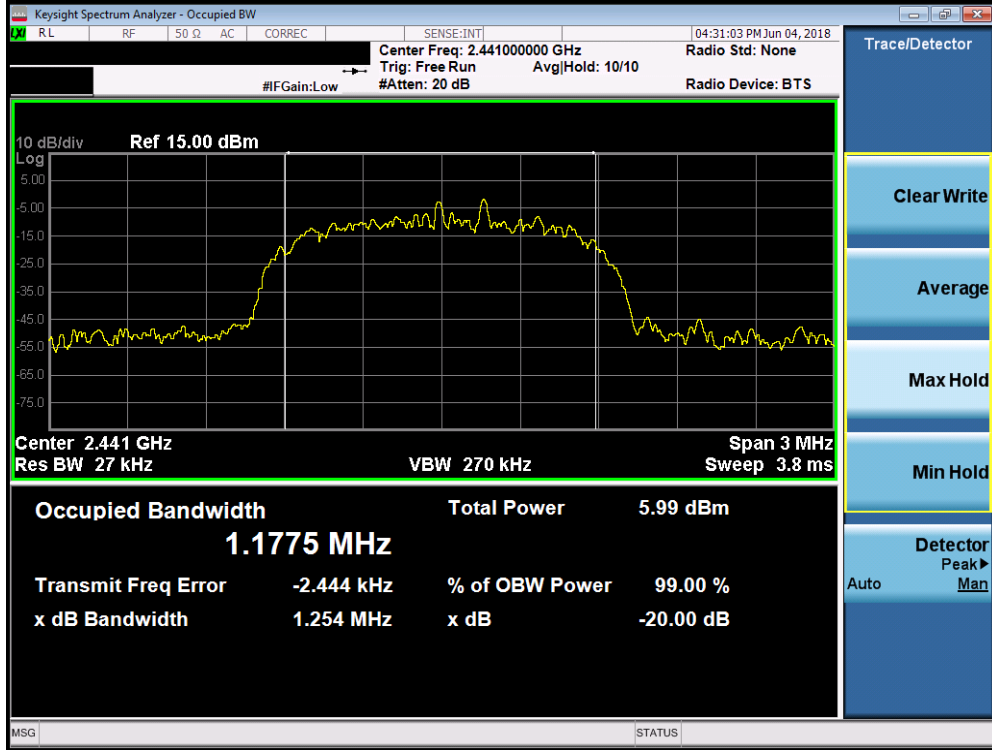 Keysight Spectrum Analyzer - Occupied BW
LXI RL RF 50 Ω AC CORREC SENSE:INT 04:31:03 PM Jun 04, 2018
Center Freq: 2.441000000 GHz Radio Std: None
Trig: Free Run Avg|Hold: 10/10
#IFGain:Low #Atten: 20 dB Radio Device: BTS
Trace/Detector
10 dB/div Ref 15.00 dBm
Log
5.00
-5.00
-15.0
-25.0
-35.0
-45.0
-55.0
-65.0
-75.0
Center 2.441 GHz Span 3 MHz
Res BW 27 kHz VBW 270 kHz Sweep 3.8 ms
Occupied Bandwidth Total Power 5.99 dBm
1.1775 MHz
Transmit Freq Error -2.444 kHz % of OBW Power 99.00 %
x dB Bandwidth 1.254 MHz x dB -20.00 dB
Clear Write
Average
Max Hold
Min Hold
Detector
Peak▶
Auto Man
MSG STATUS